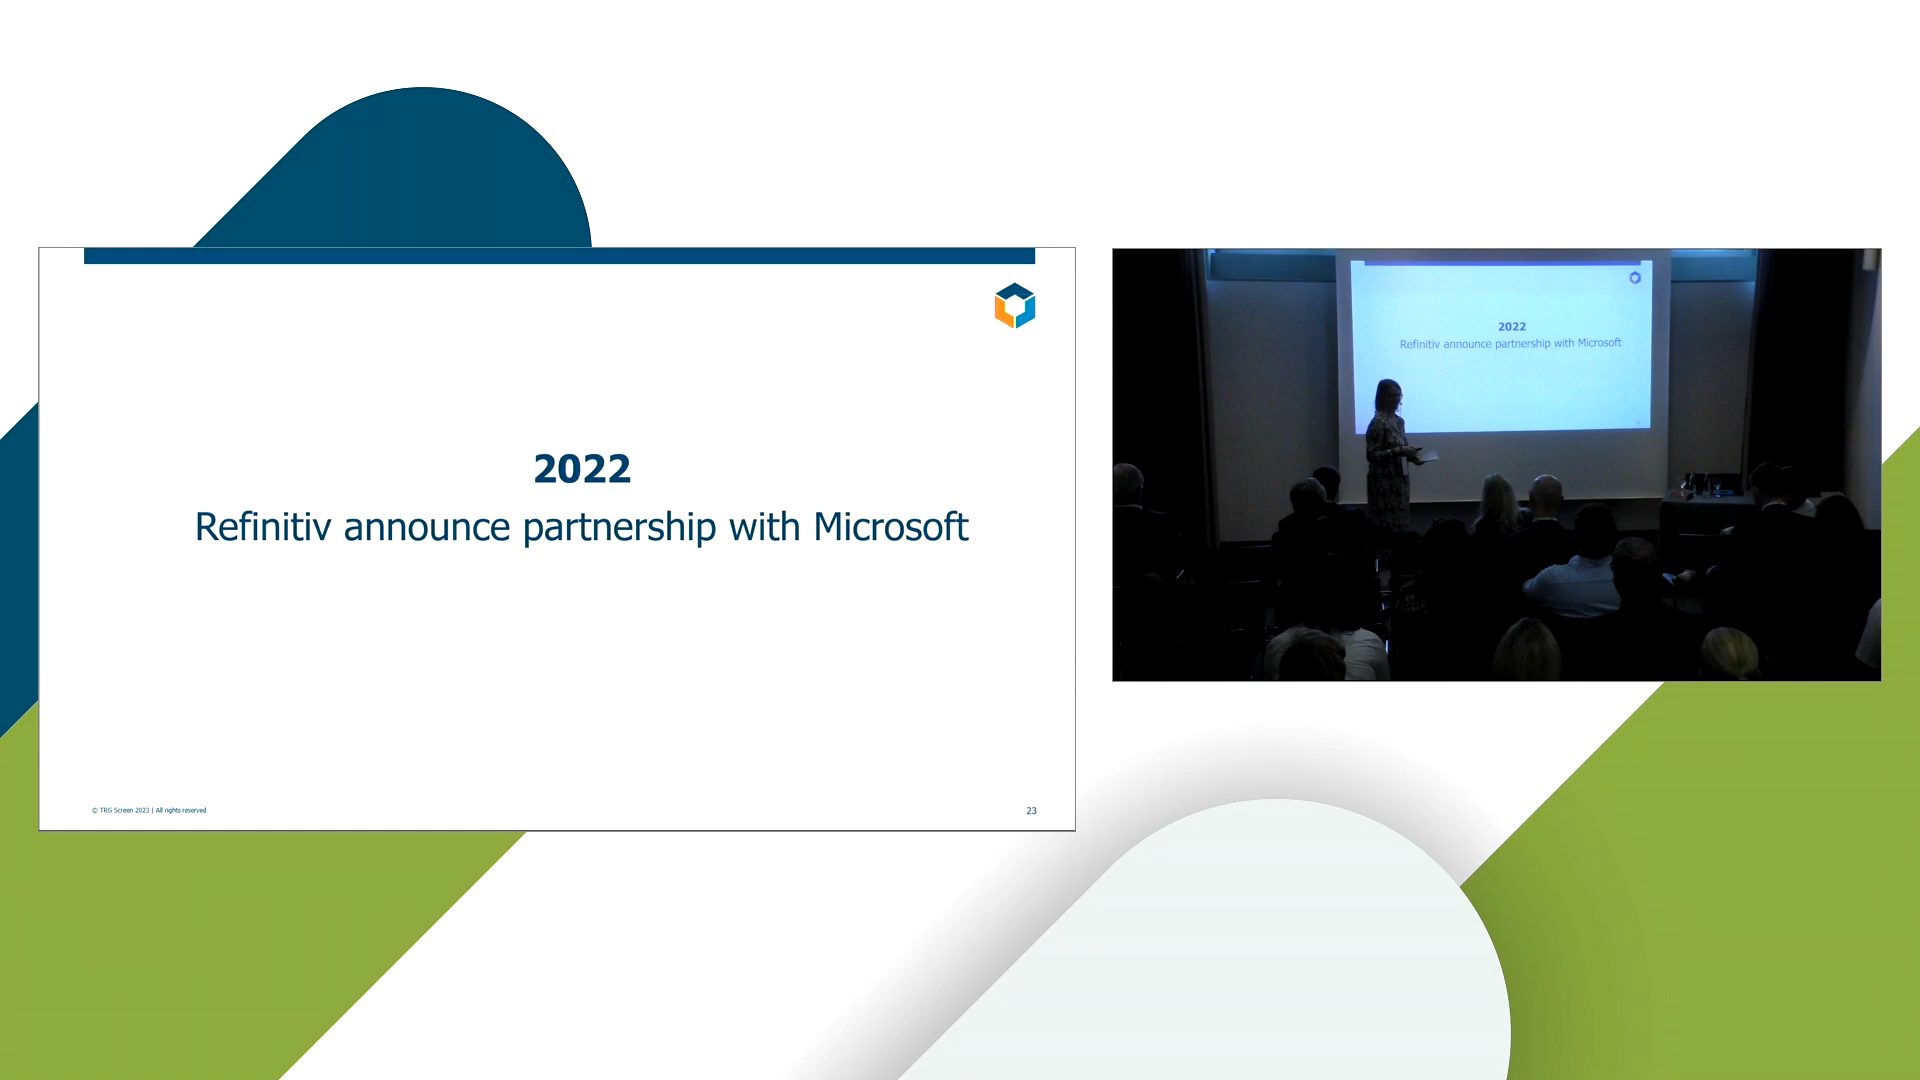 2022
Refinitiv announce partnership with Microsoft
© TRG Screen 2023 | All rights reserved
23
2022
Refinitiv announce partnership with Microsoft